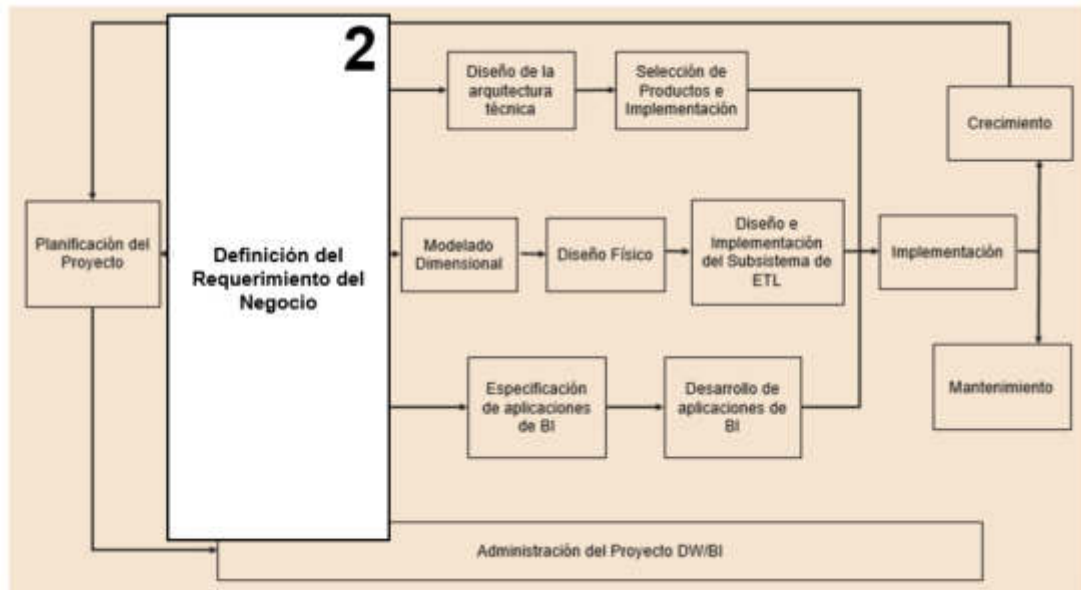 2
Diseño de la
arquitectura
técnica
Selección de
Productos e
Implementación
Crecimiento
Planificación del
Proyecto
Definición del
Requerimiento del
Negocio
Modelado
Dimensional
Diseño Físico
Diseño e
Implementación
del Subsistema de
ETL
Implementación
Especificación
de aplicaciones
de BI
Desarrollo de
aplicaciones de
BI
Mantenimiento
Administración del Proyecto DW/BI